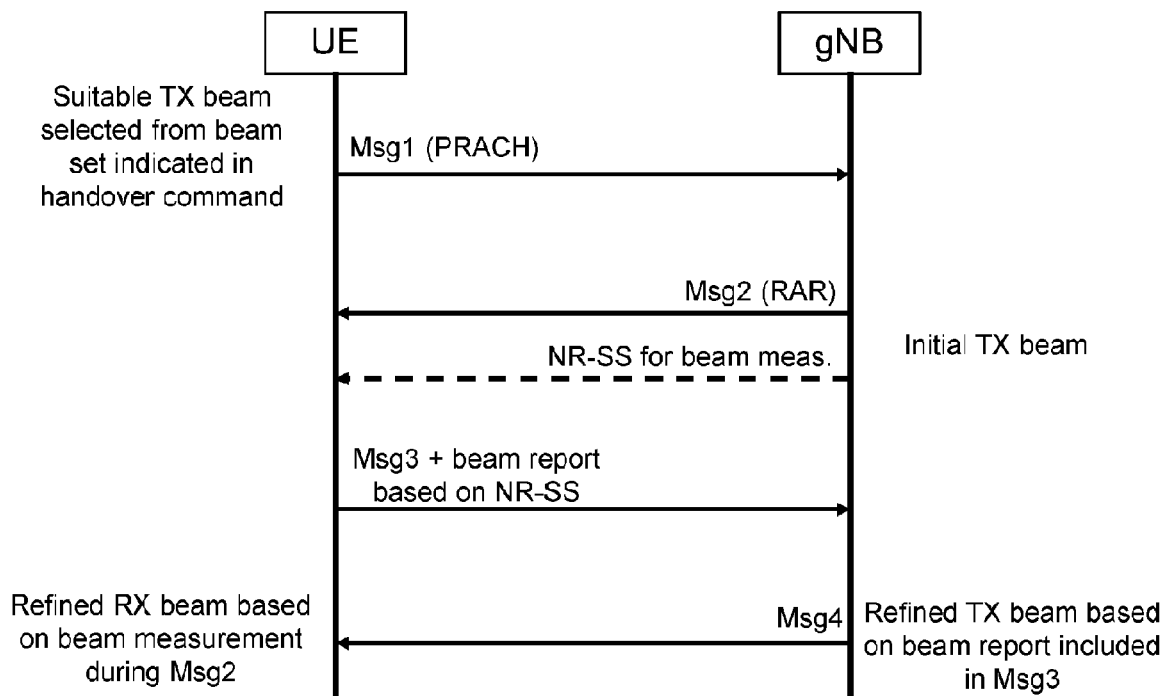 UE
gNB
Suitable TX beam
selected from beam
set indicated in
handover command
Msg1 (PRACH)
Msg2 (RAR)
Initial TX beam
NR-SS for beam meas.
Msg3 + beam report
based on NR-SS
Refined RX beam based
on beam measurement
during Msg2
Msg4
Refined TX beam based
on beam report included
in Msg3